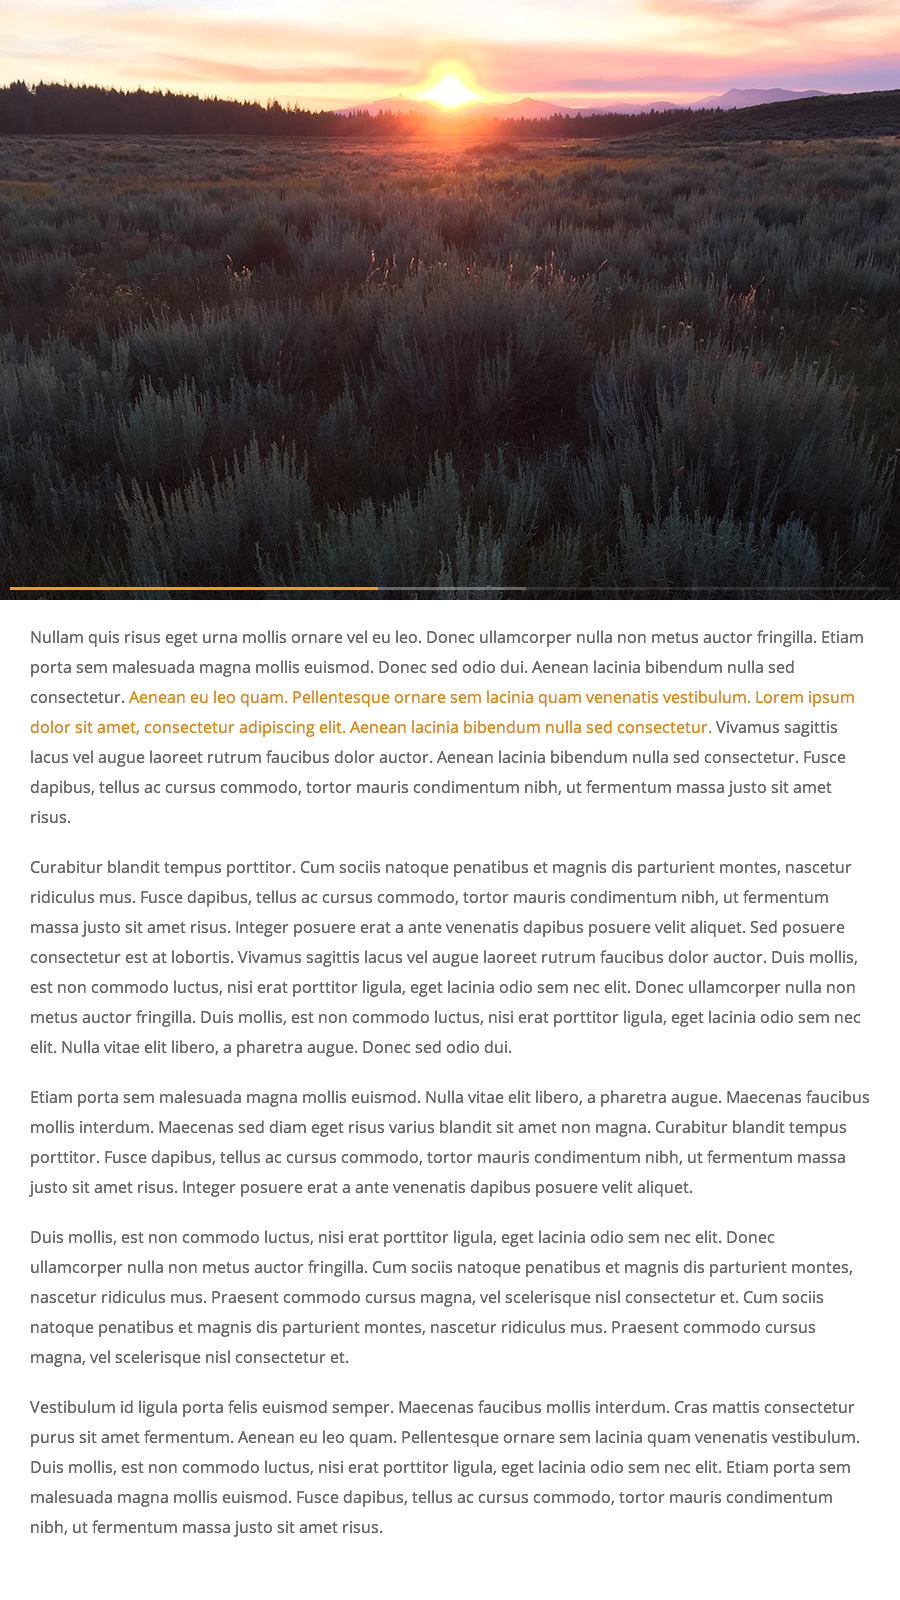 Nullam quis risus eget urna mollis ornare vel eu leo. Donec ullamcorper nulla non metus auctor fringilla. Etiam
porta sem malesuada magna mollis euismod. Donec sed odio dui. Aenean lacinia bibendum nulla sed
consectetur. Aenean eu leo quam. Pellentesque ornare sem lacinia quam venenatis vestibulum. Lorem ipsum
dolor sit amet, consectetur adipiscing elit. Aenean lacinia bibendum nulla sed consectetur. Vivamus sagittis
lacus vel augue laoreet rutrum faucibus dolor auctor. Aenean lacinia bibendum nulla sed consectetur. Fusce
dapibus, tellus ac cursus commodo, tortor mauris condimentum nibh, ut fermentum massa justo sit amet
risus.
Curabitur blandit tempus porttitor. Cum sociis natoque penatibus et magnis dis parturient montes, nascetur
ridiculus mus. Fusce dapibus, tellus ac cursus commodo, tortor mauris condimentum nibh, ut fermentum
massa justo sit amet risus. Integer posuere erat a ante venenatis dapibus posuere velit aliquet. Sed posuere
consectetur est at lobortis. Vivamus sagittis lacus vel augue laoreet rutrum faucibus dolor auctor. Duis mollis,
est non commodo luctus, nisi erat porttitor ligula, eget lacinia odio sem nec elit. Donec ullamcorper nulla non
metus auctor fringilla. Duis mollis, est non commodo luctus, nisi erat porttitor ligula, eget lacinia odio sem nec
elit. Nulla vitae elit libero, a pharetra augue. Donec sed odio dui.
Etiam porta sem malesuada magna mollis euismod. Nulla vitae elit libero, a pharetra augue. Maecenas faucibus
mollis interdum. Maecenas sed diam eget risus varius blandit sit amet non magna. Curabitur blandit tempus
porttitor. Fusce dapibus, tellus ac cursus commodo, tortor mauris condimentum nibh, ut fermentum massa
justo sit amet risus. Integer posuere erat a ante venenatis dapibus posuere velit aliquet.
Duis mollis, est non commodo luctus, nisi erat porttitor ligula, eget lacinia odio sem nec elit. Donec
ullamcorper nulla non metus auctor fringilla. Cum sociis natoque penatibus et magnis dis parturient montes,
nascetur ridiculus mus. Praesent commodo cursus magna, vel scelerisque nisl consectetur et. Cum sociis
natoque penatibus et magnis dis parturient montes, nascetur ridiculus mus. Praesent commodo cursus
magna, vel scelerisque nisl consectetur et.
Vestibulum id ligula porta felis euismod semper. Maecenas faucibus mollis interdum. Cras mattis consectetur
purus sit amet fermentum. Aenean eu leo quam. Pellentesque ornare sem lacinia quam venenatis vestibulum.
Duis mollis, est non commodo luctus, nisi erat porttitor ligula, eget lacinia odio sem nec elit. Etiam porta sem
malesuada magna mollis euismod. Fusce dapibus, tellus ac cursus commodo, tortor mauris condimentum
nibh, ut fermentum massa justo sit amet risus.